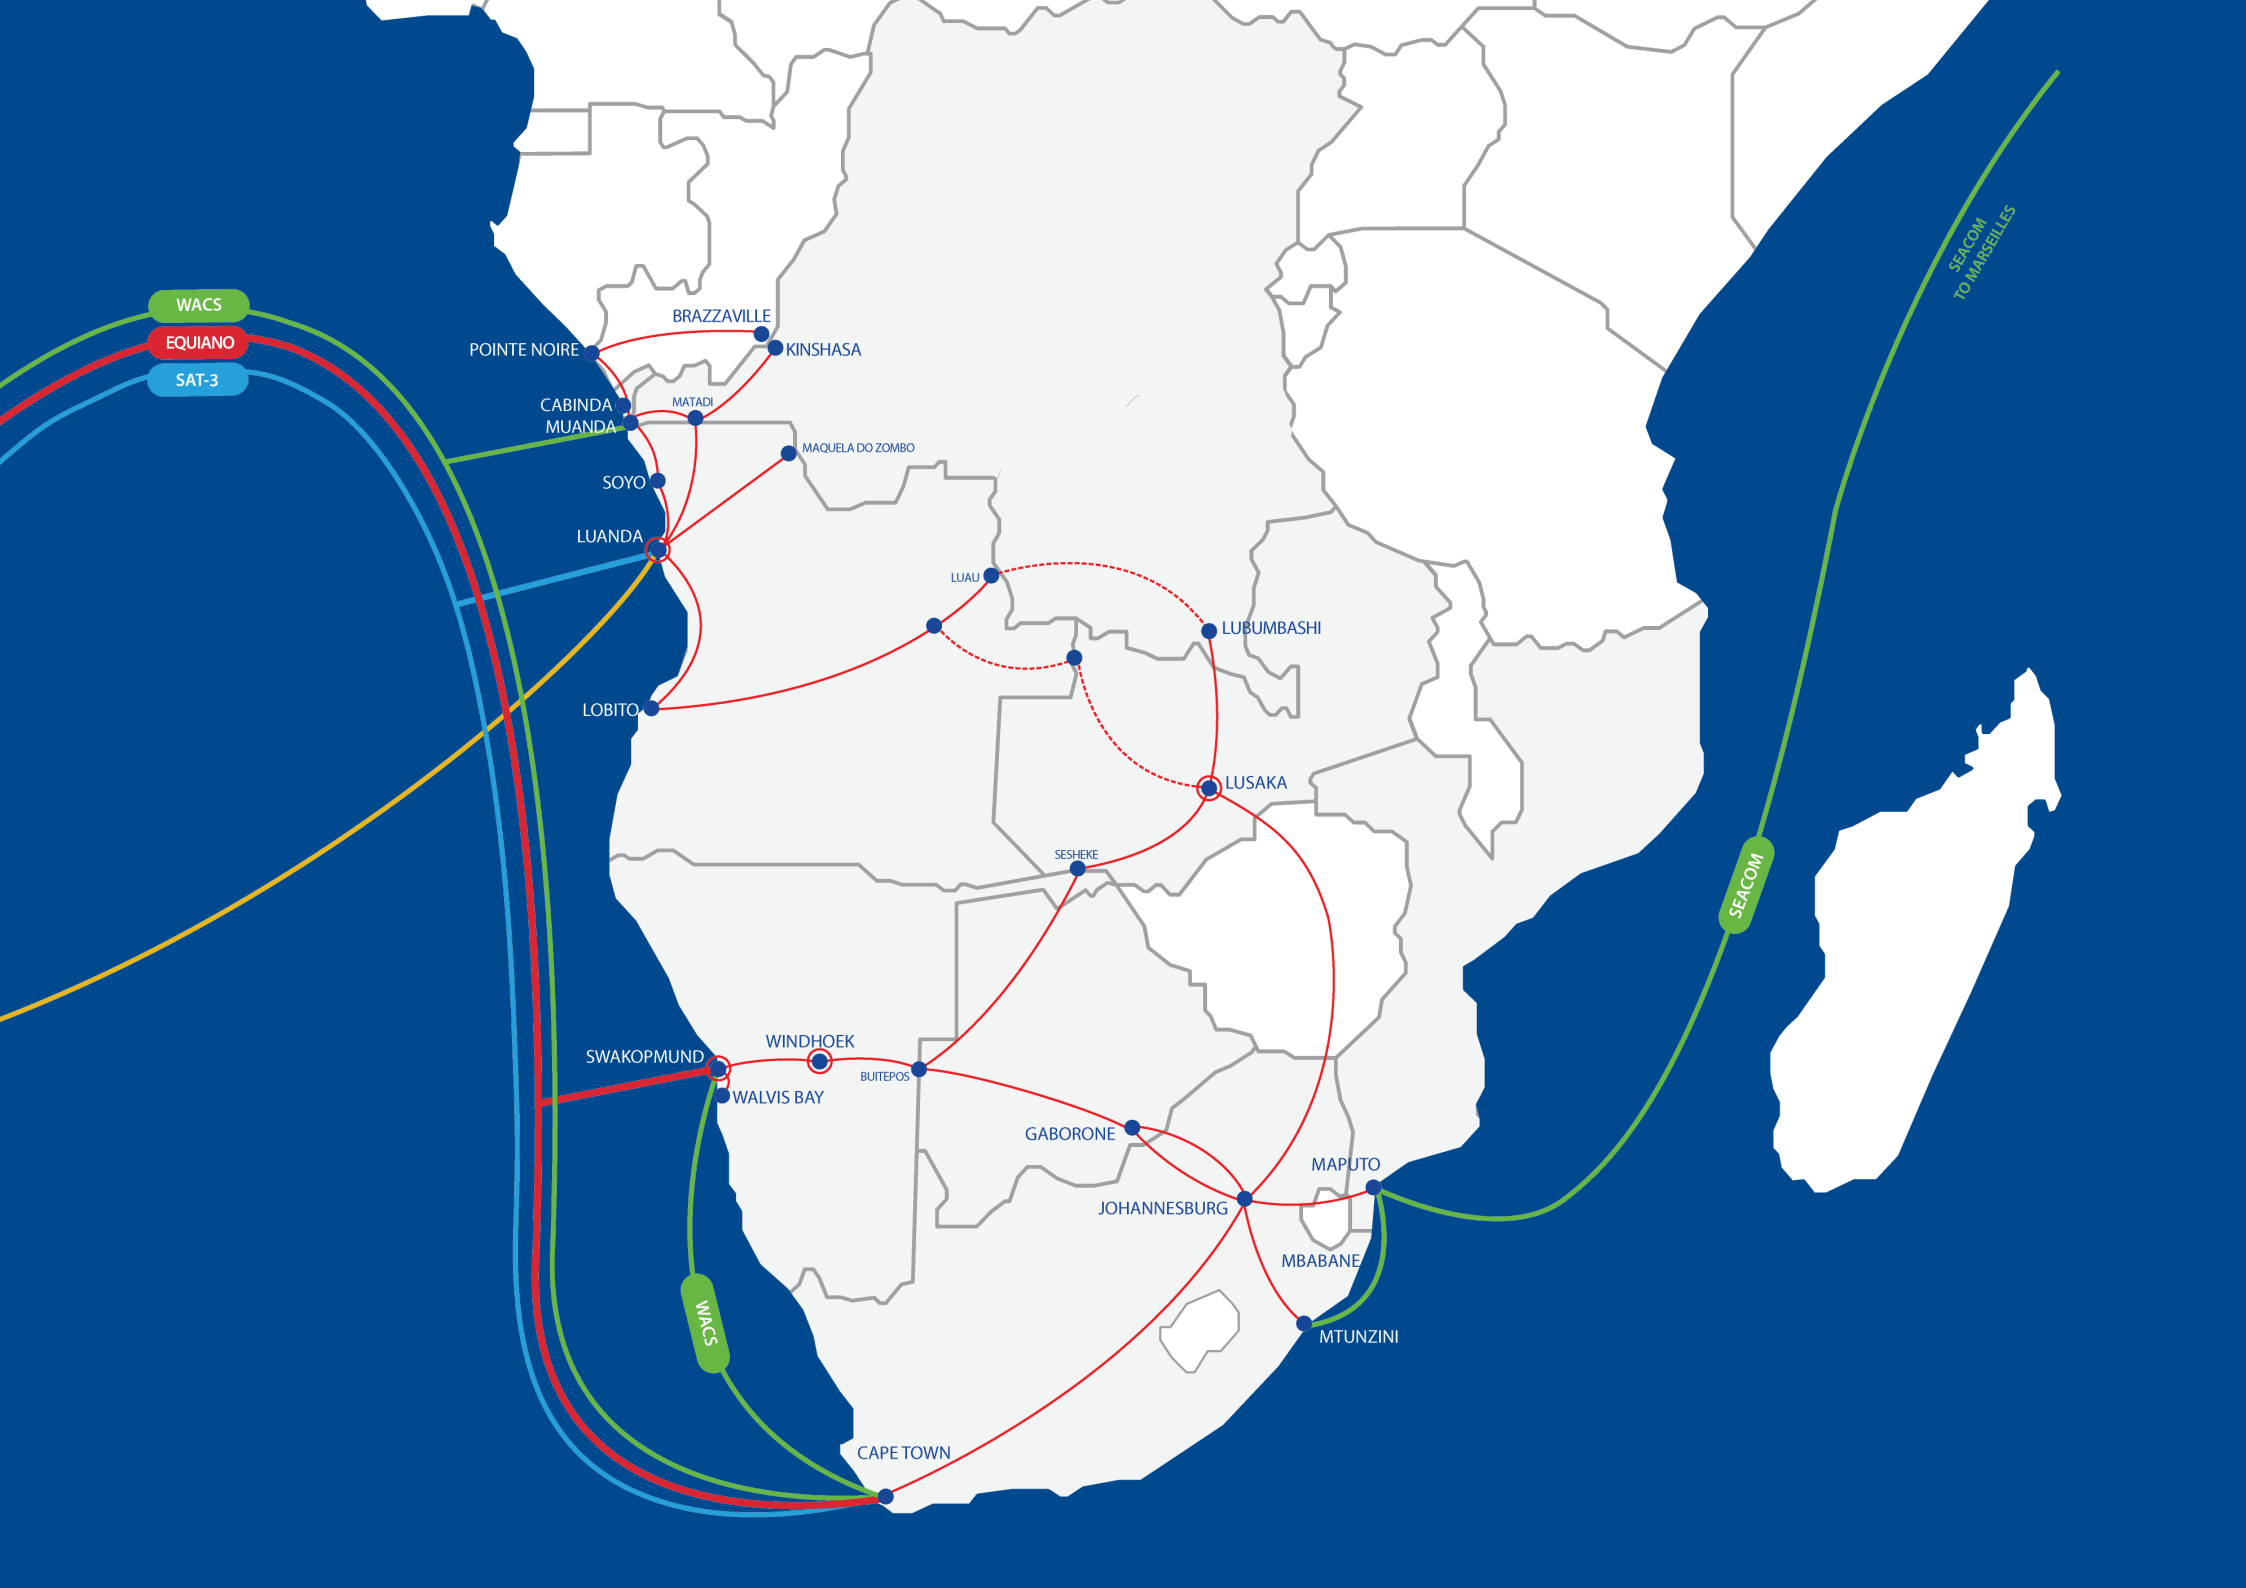 SEACOM
TO MARSEILLES
WACS
EQUIANO
SAT-3
BRAZZAVILLE
POINTE NOIRE
KINSHASA
CABINDA
MATADI
MUANDA
MAQUELA DO ZOMBO
SOYO
LUANDA
LUAU
LUBUMBASHI
LOBITO
LUSAKA
SESHEKE
SEACOM
WINDHOEK
SWAKOPMUND
BUITEPOS
WALVIS BAY
GABORONE
MAPUTO
JOHANNESBURG
MBABANE
WACS
MTUNZINI
CAPE TOWN